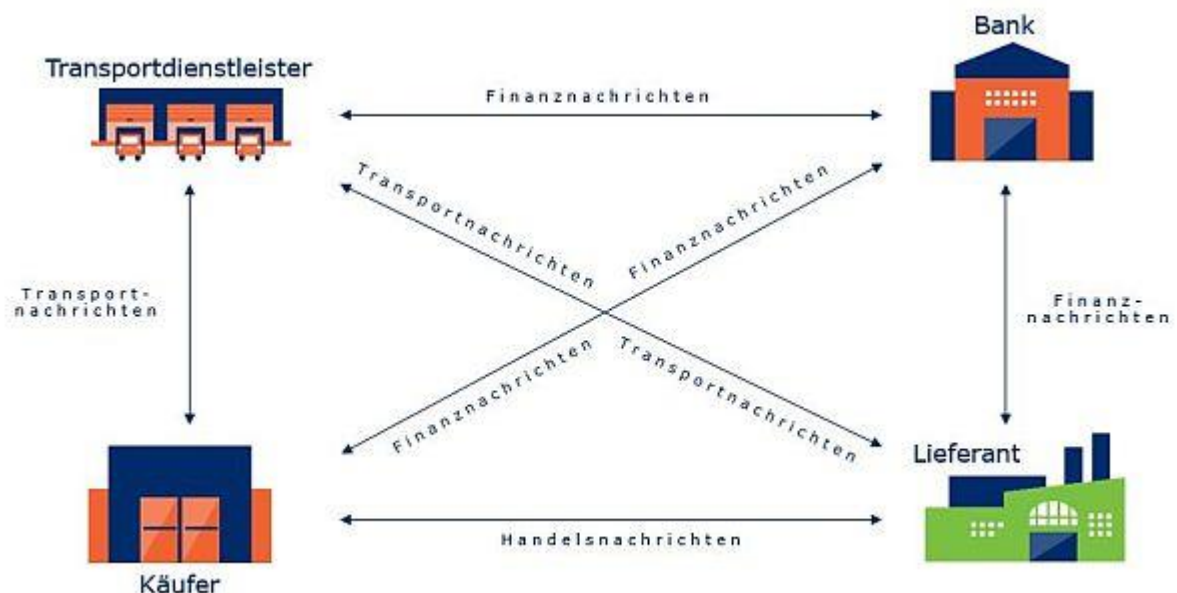 Bank
Transportdienstleister
Finanznachrichten
Transportnachrichten
Finanznachrichten
Transport-
nachrichten
Finanz-
nachrichten
Finanznachrichten
Transportnachrichten
Lieferant
Handelsnachrichten
Käufer